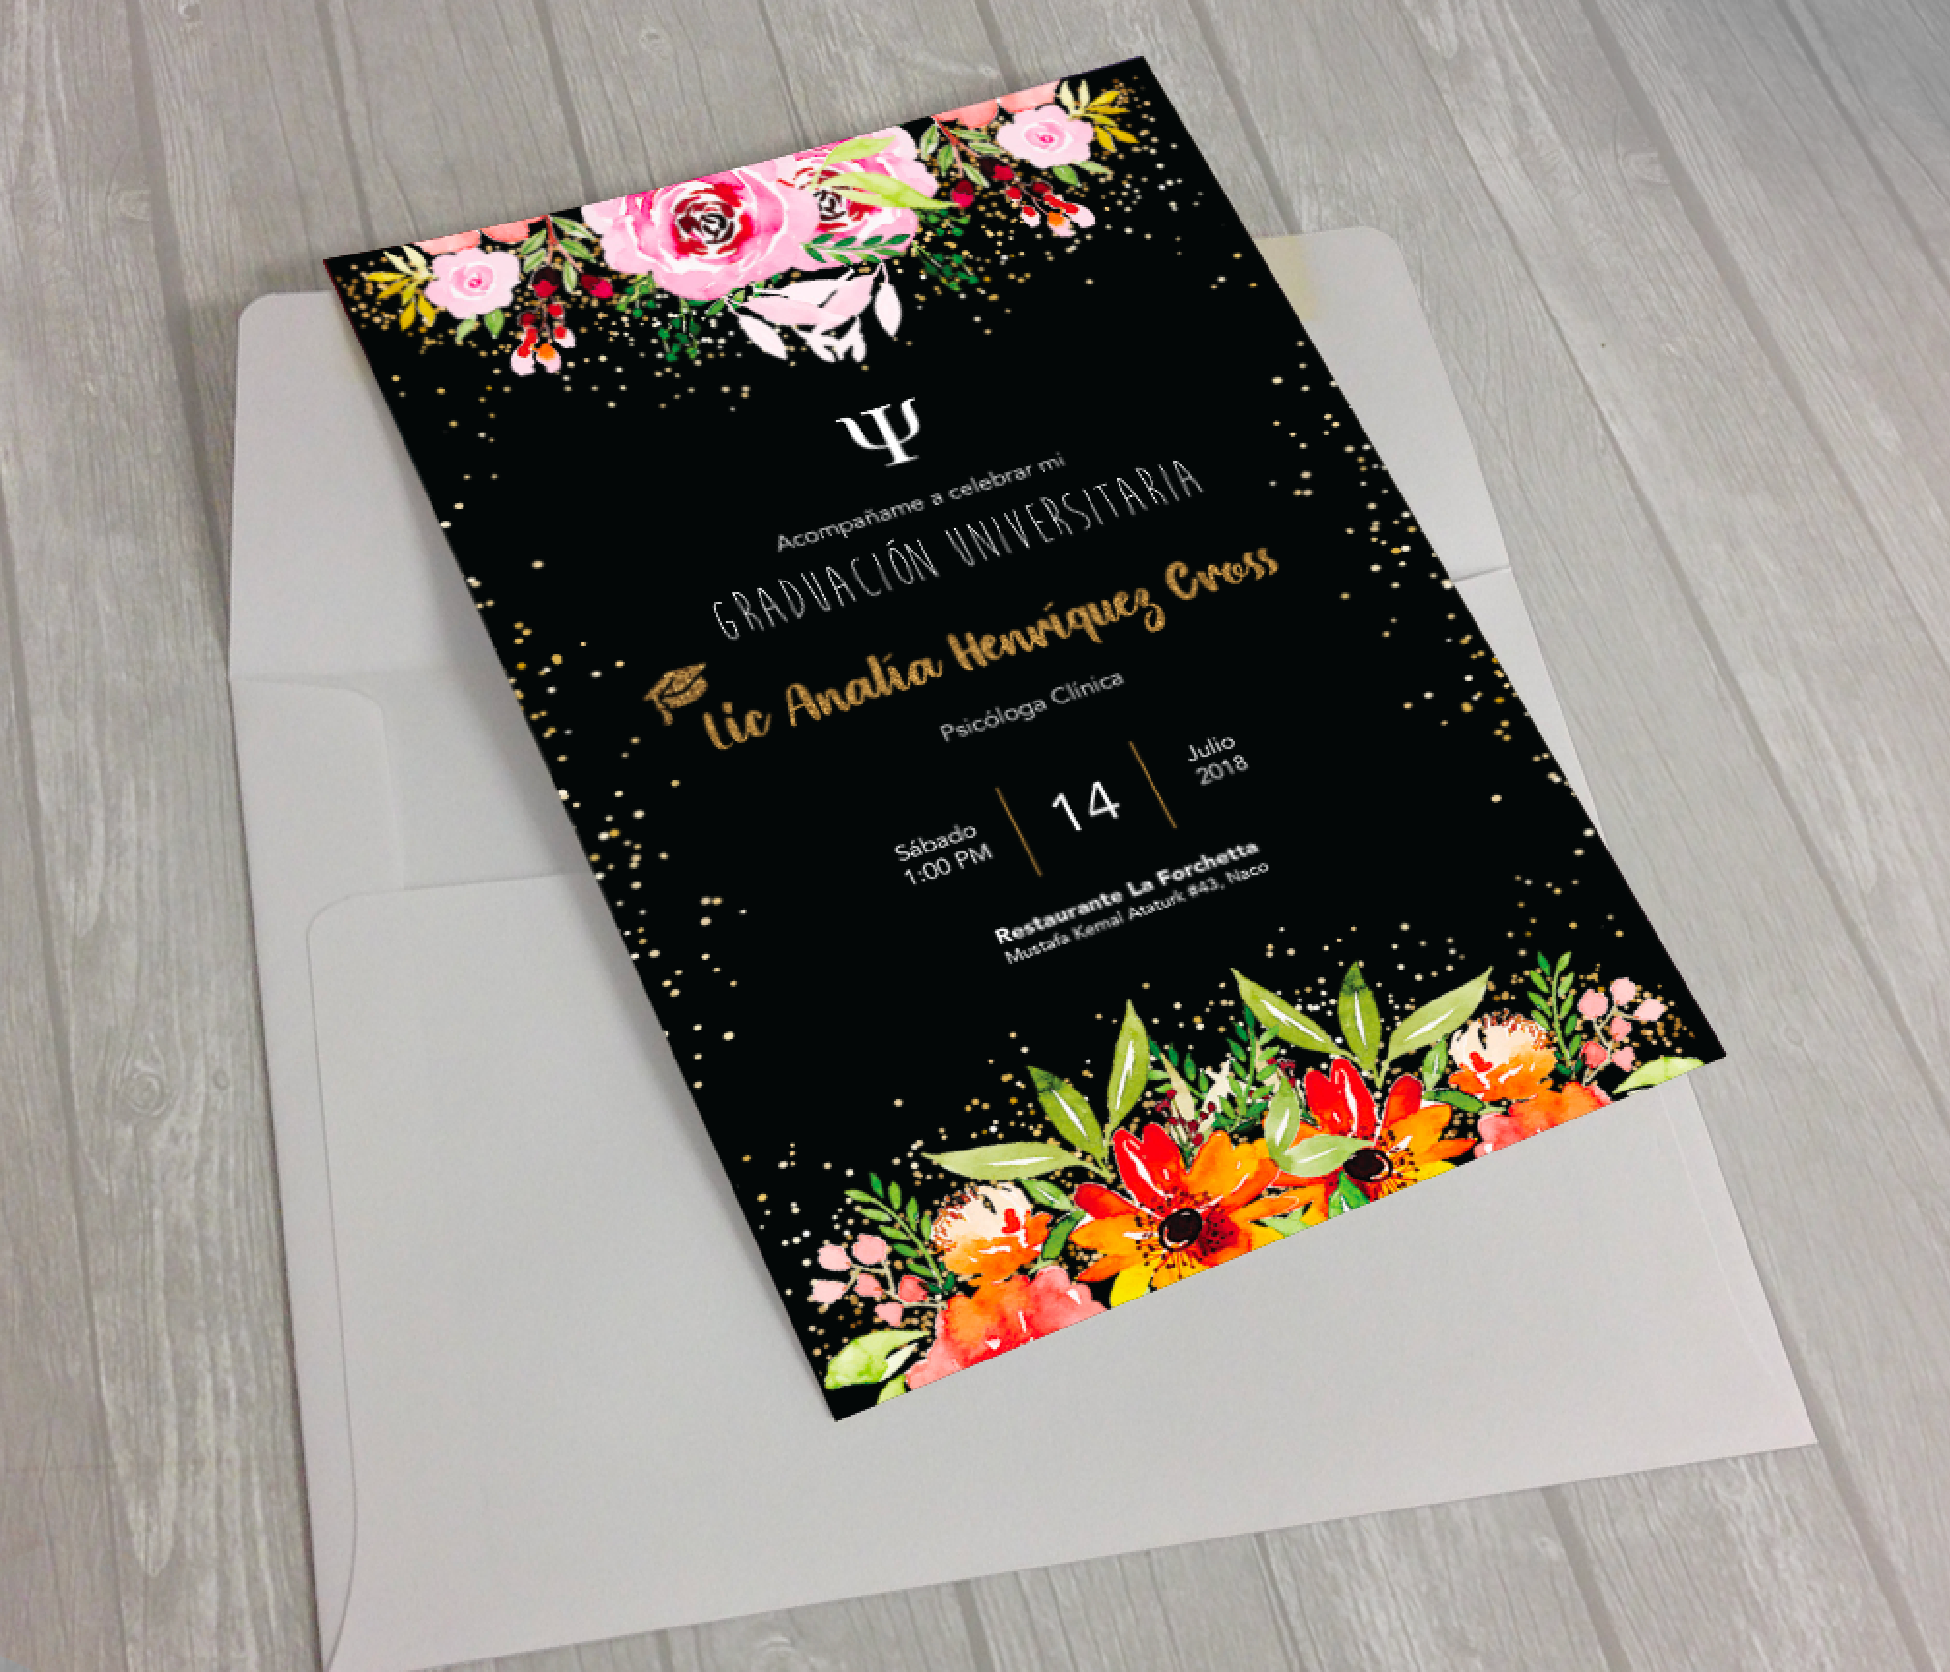 Ψ
Acompañame a celebrar mi
GRADUACIÓN UNIVERSITARIA
Lic Analía Henríquez Cross
Psicóloga Clínica
Sábado
1:00 PM
14
Julio
2018
Restaurante La Forchetta
Mustafa Kemal Ataturk #43, Naco